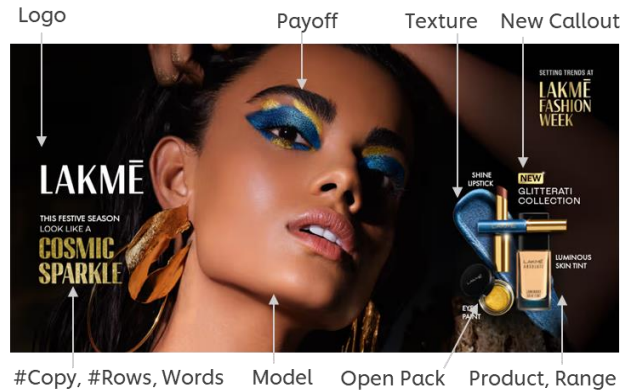 Logo
Payoff
Texture
New Callout
SETTING TRENDS AT
LAKMĒ
FASHION
WEEK
LAKMĒ
THIS FESTIVE SEASON
LOOK LIKE A
COSMIC
SPARKLE
SHINE
LIPSTICK
NEW
GLITTERATI
COLLECTION
LAKMĒ
LUMINOUS
SKIN TINT
EYE
PAINT
#Copy, #Rows, Words
Model
Open Pack
Product, Range